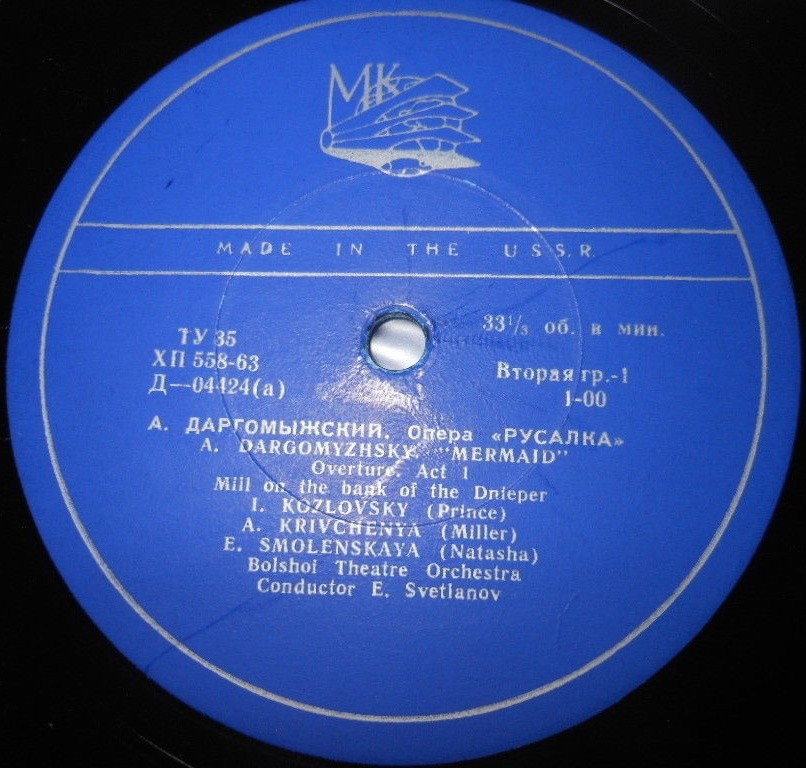 МК
MADE IN THE U.S.S.R.
ТУ 35
ХП 558-63
Д—04424(а)
33⅓ об. в мин.
Вторая гр.-1
1-00
А. ДАРГОМЫЖСКИЙ. Опера «РУСАЛКА»
A. DARGOMYZHSKY. "MERMAID"
Overture. Act 1
Mill on the bank of the Dnieper
I. KOZLOVSKY (Prince)
A. KRIVCHENYA (Miller)
E. SMOLENSKAYA (Natasha)
Bolshoi Theatre Orchestra
Conductor E. Svetlanov